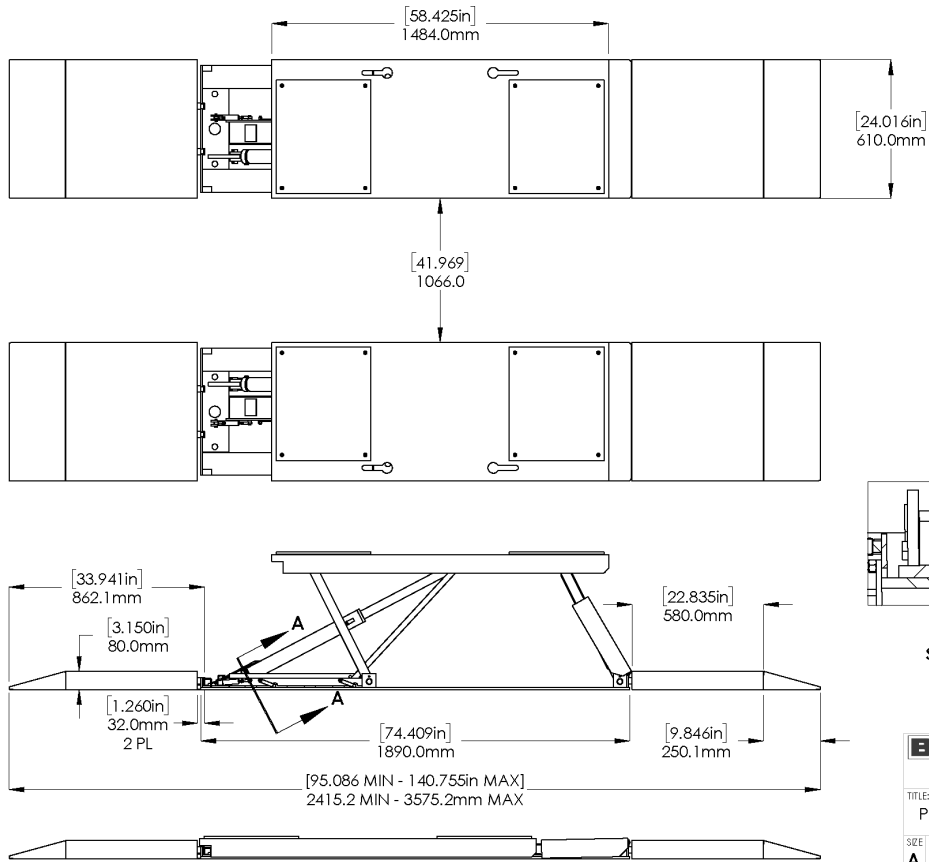 [58.425in]
1484.0mm
[24.016in]
610.0mm
[41.969]
1066.0
[33.941in]
862.1mm
[22.835in]
580.0mm
[3.150in]
80.0mm
A
A
[1.260in]
32.0mm
2 PL
[74.409in]
1890.0mm
[9.846in]
250.1mm
[95.086 MIN - 140.755in MAX]
2415.2 MIN - 3575.2mm MAX
TITLE:
SIZE
A